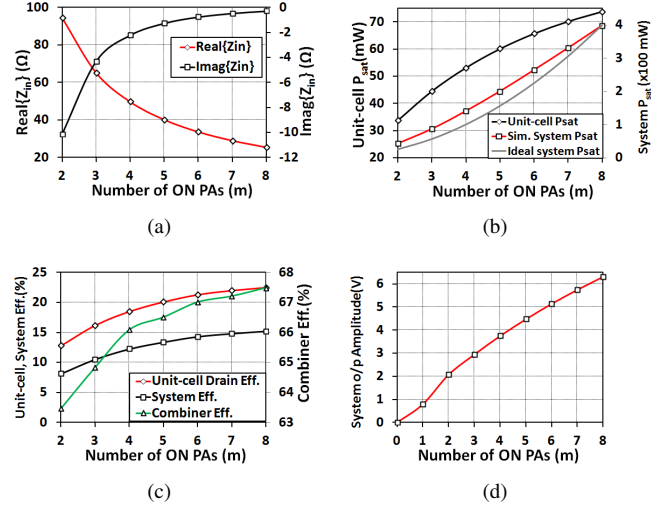 100
80
60
40
20
0
-2
-4
-6
-8
-10
-12
Real{Zin} (Ω)
Imag{Zin} (Ω)
Real{Zin}
Imag{Zin}
2 3 4 5 6 7 8
Number of ON PAs (m)
(a)
70
60
50
40
30
20
4
3
2
1
0
Unit-cell Psat(mW)
System Psat (x100 mW)
Unit-cell Psat
Sim. System Psat
Ideal system Psat
2 3 4 5 6 7 8
Number of ON PAs (m)
(b)
25
20
15
10
5
0
68
67
66
65
64
63
Unit-cell, System Eff.(%)
Combiner Eff.(%)
Unit-cell Drain Eff.
System Eff.
Combiner Eff.
2 3 4 5 6 7 8
Number of ON PAs (m)
(c)
6
5
4
3
2
1
0
System o/p Amplitude(V)
0 1 2 3 4 5 6 7 8
Number of ON PAs (m)
(d)